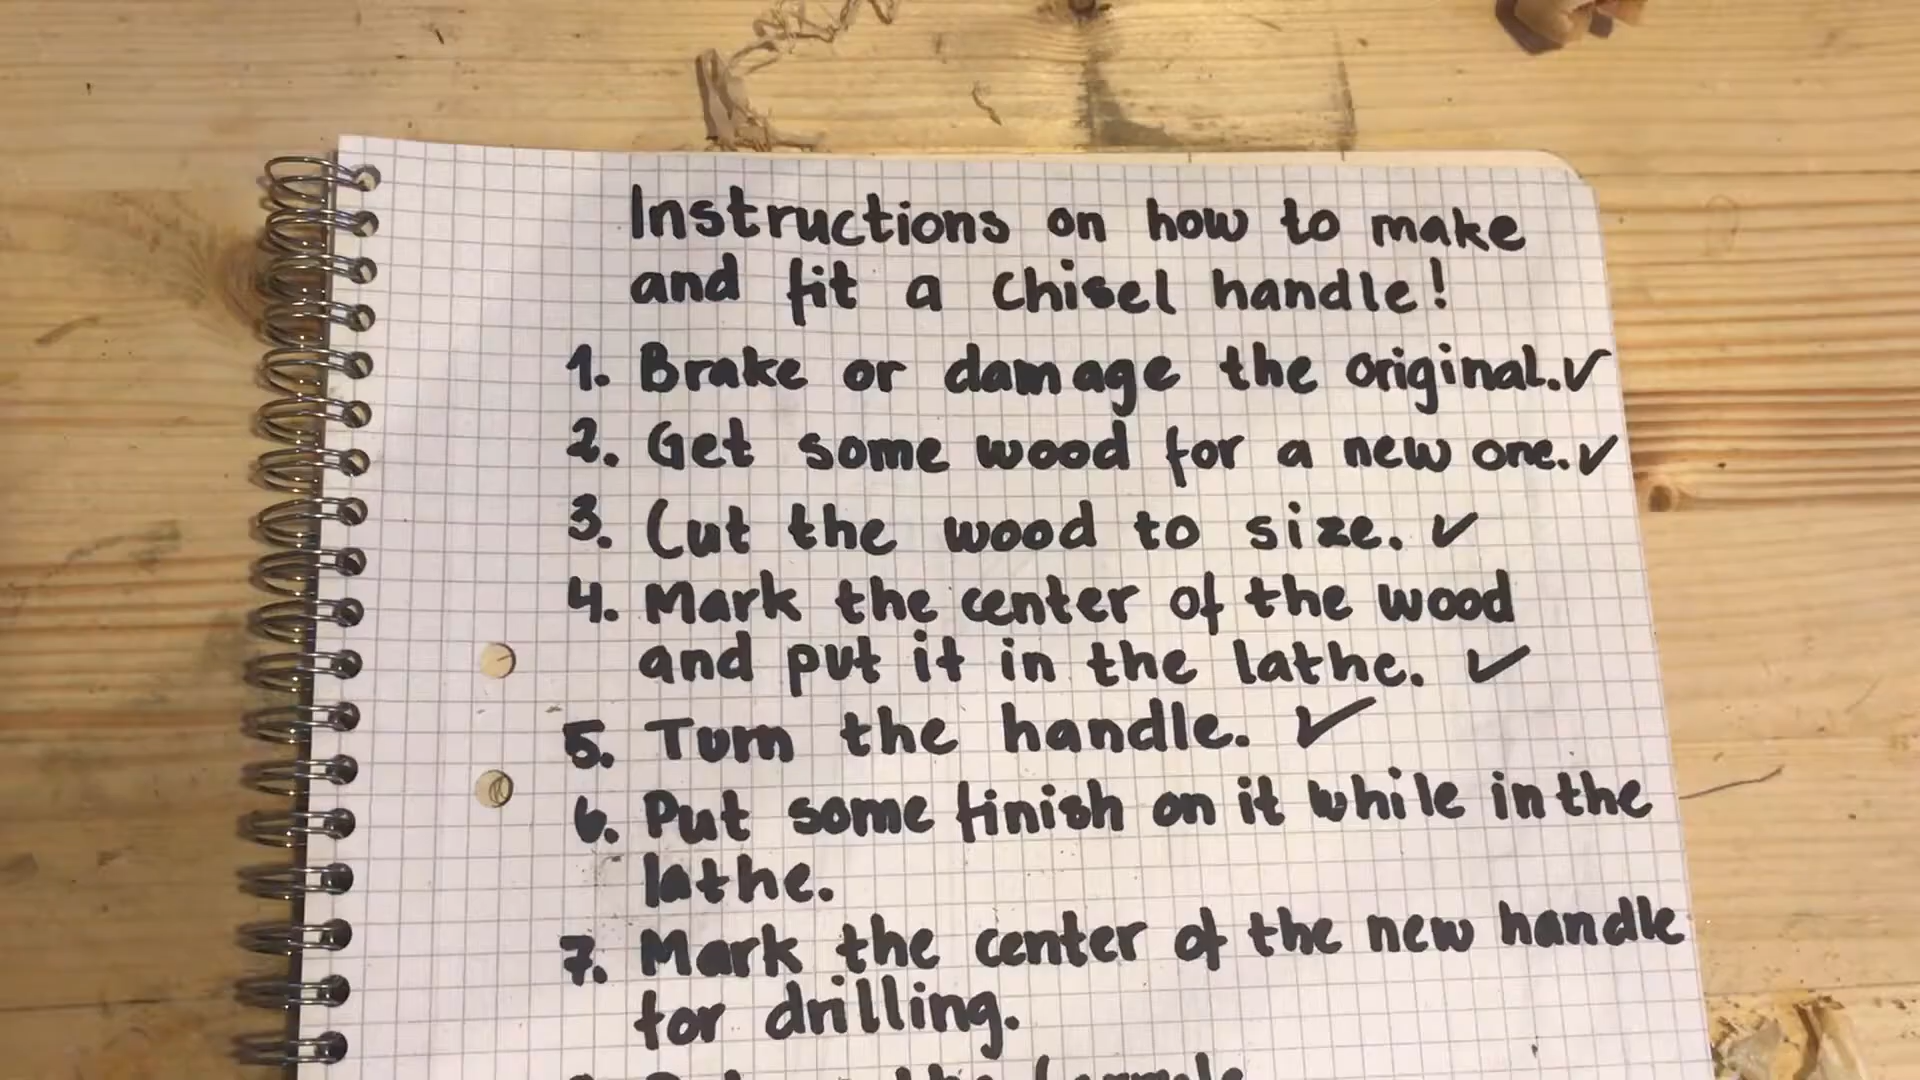 Instructions on how to make
and fit a chisel handle!
1. Brake or damage the original. ✓
2. Get some wood for a new one. ✓
3. Cut the wood to size. ✓
4. Mark the center of the wood
and put it in the lathe. ✓
5. Turn the handle. ✓
6. Put some finish on it while in the
lathe.
7. Mark the center of the new handle
for drilling.
the